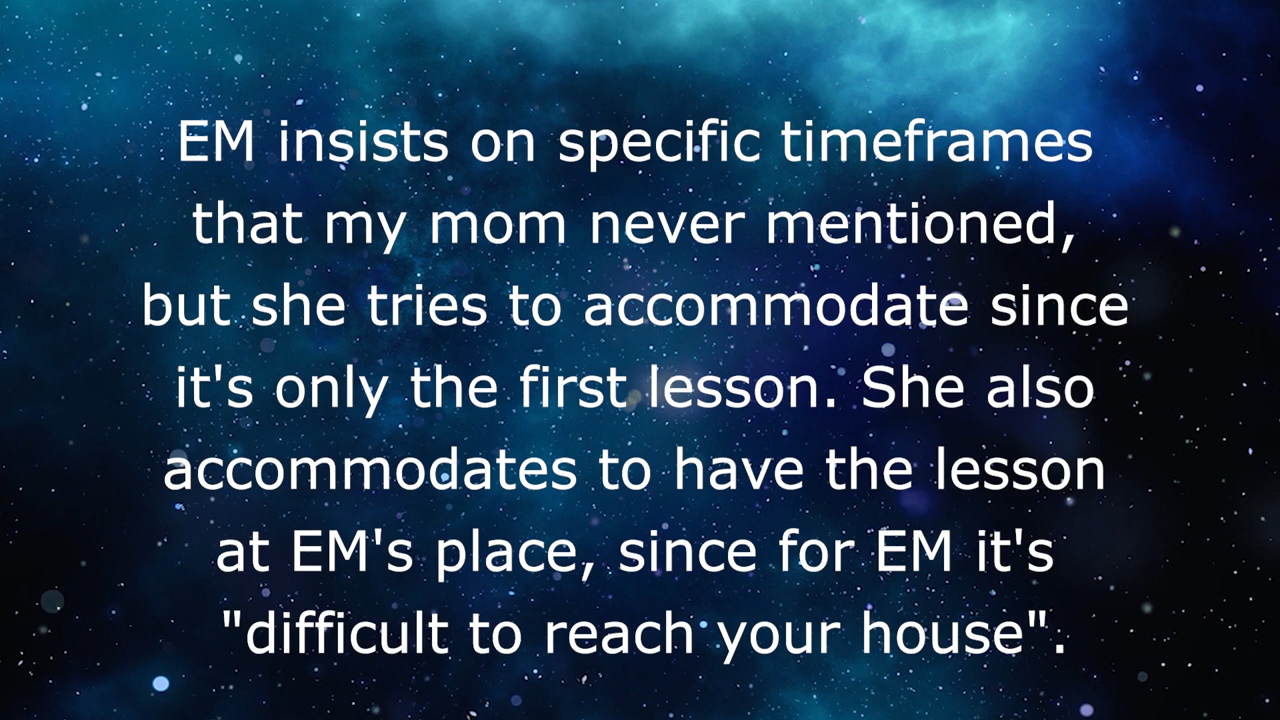 EM insists on specific timeframes
that my mom never mentioned,
but she tries to accommodate since
it's only the first lesson. She also
accommodates to have the lesson
at EM's place, since for EM it's
"difficult to reach your house".